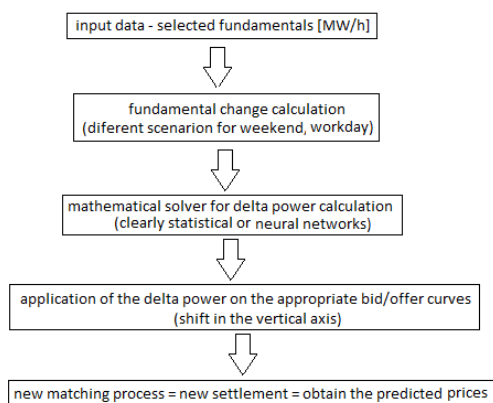 input data - selected fundamentals [MW/h]
fundamental change calculation
(diferent scenarion for weekend, workday)
mathematical solver for delta power calculation
(clearly statistical or neural networks)
application of the delta power on the appropriate bid/offer curves
(shift in the vertical axis)
new matching process = new settlement = obtain the predicted prices